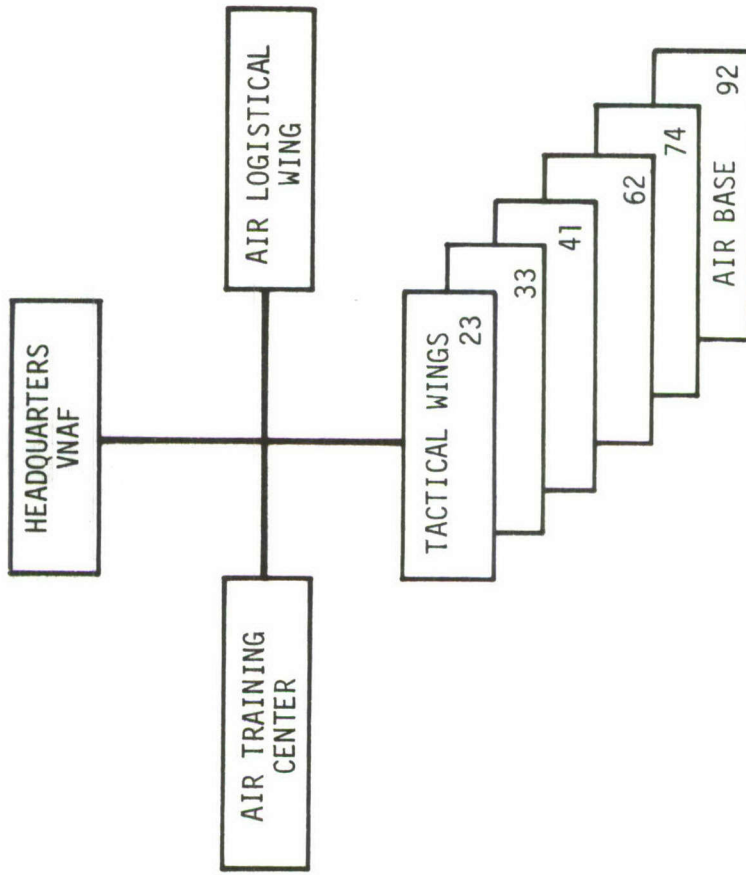 HEADQUARTERS
VNAF
AIR TRAINING
CENTER
AIR LOGISTICAL
WING
TACTICAL WINGS
23
33
41
62
74
AIR BASE
92